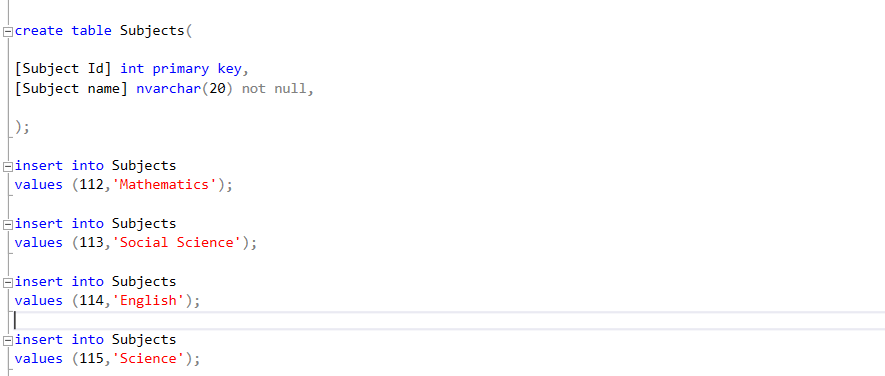 create table Subjects(
[Subject Id] int primary key,
[Subject name] nvarchar(20) not null,
);
insert into Subjects
values (112,'Mathematics');
insert into Subjects
values (113,'Social Science');
insert into Subjects
values (114,'English');
insert into Subjects
values (115,'Science');